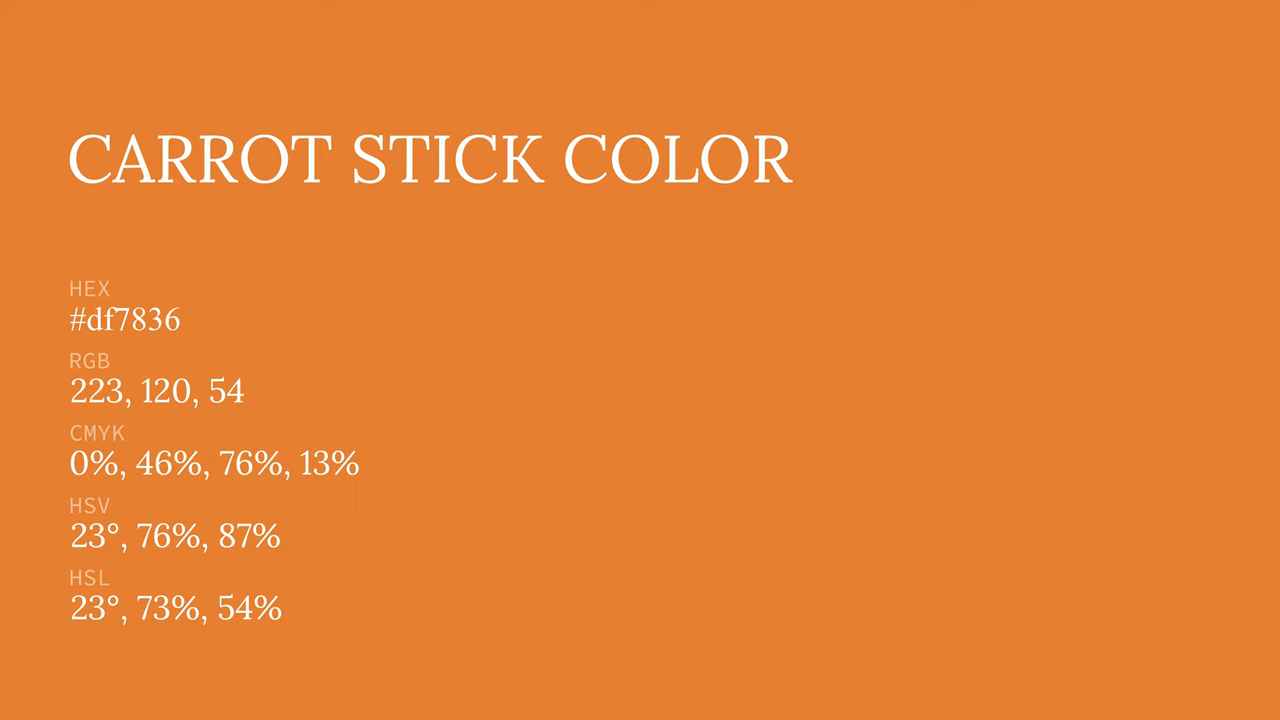 CARROT STICK COLOR
HEX
#df7836
RGB
223, 120, 54
CMYK
0%, 46%, 76%, 13%
HSV
23°, 76%, 87%
HSL
23°, 73%, 54%